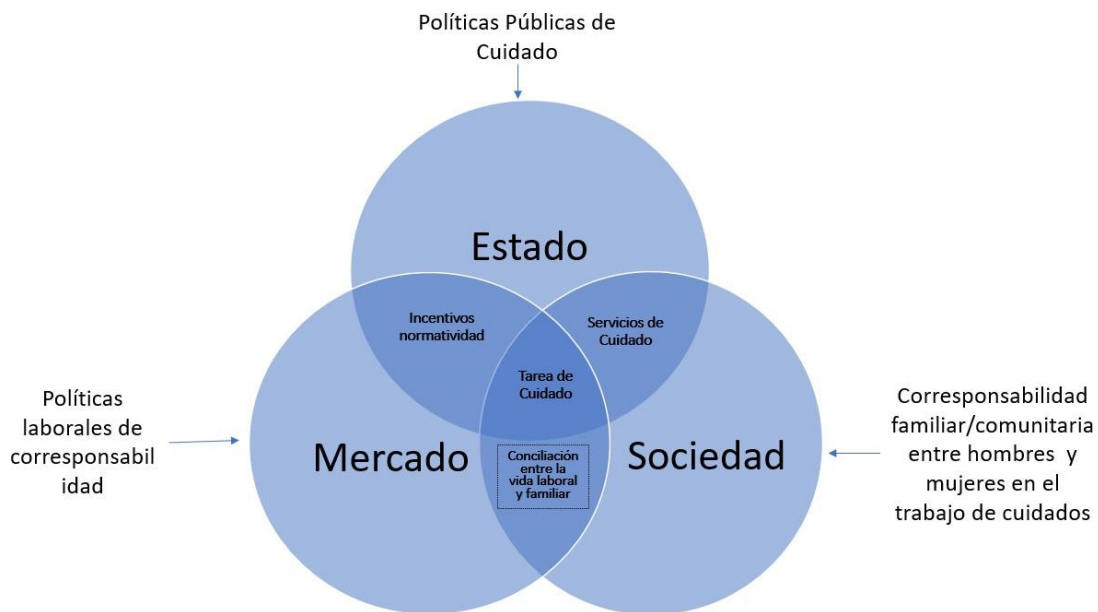 Políticas Públicas de
Cuidado
Estado
Incentivos
normatividad
Servicios de
Cuidado
Tarea de
Cuidado
Políticas
laborales de
corresponsabil
idad
Mercado
Conciliación
entre la
vida laboral
y familiar
Sociedad
Corresponsabilidad
familiar/comunitaria
entre hombres y
mujeres en el
trabajo de cuidados